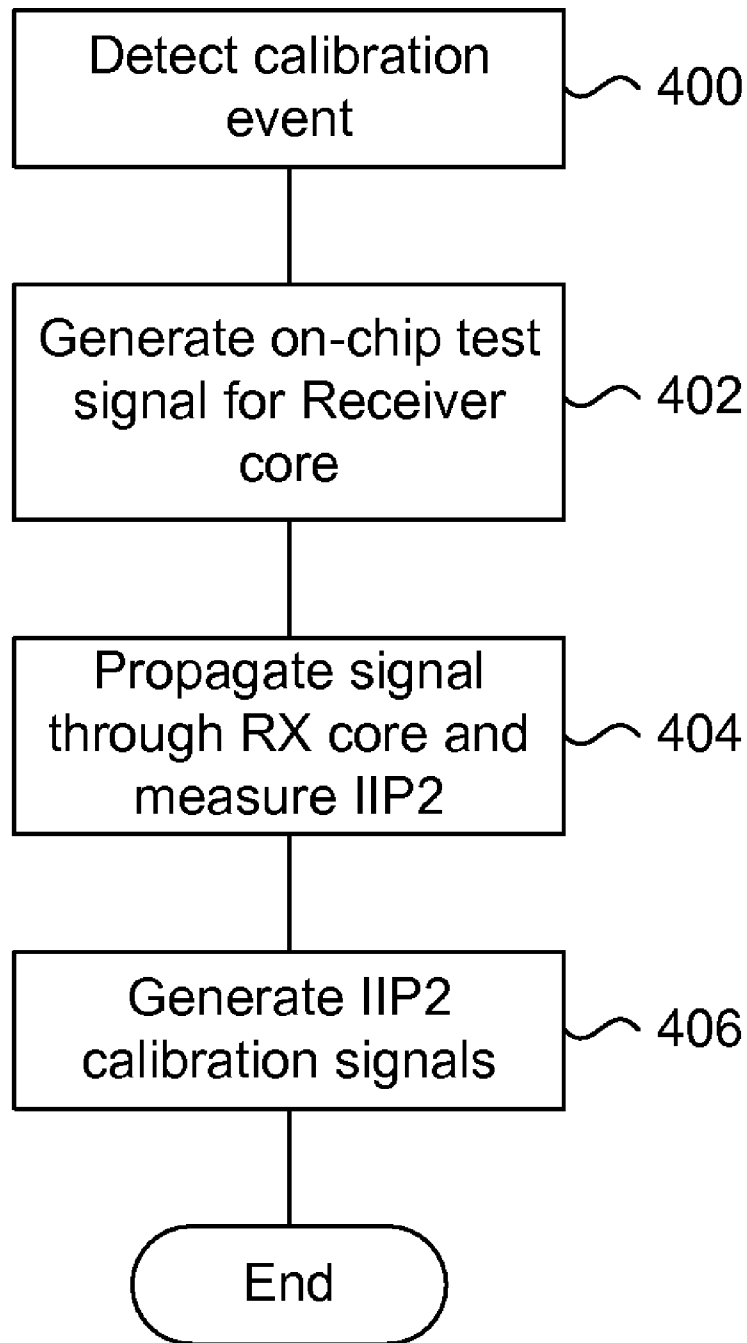 Detect calibration
event
400
Generate on-chip test
signal for Receiver
core
402
Propagate signal
through RX core and
measure IIP2
404
Generate IIP2
calibration signals
406
End